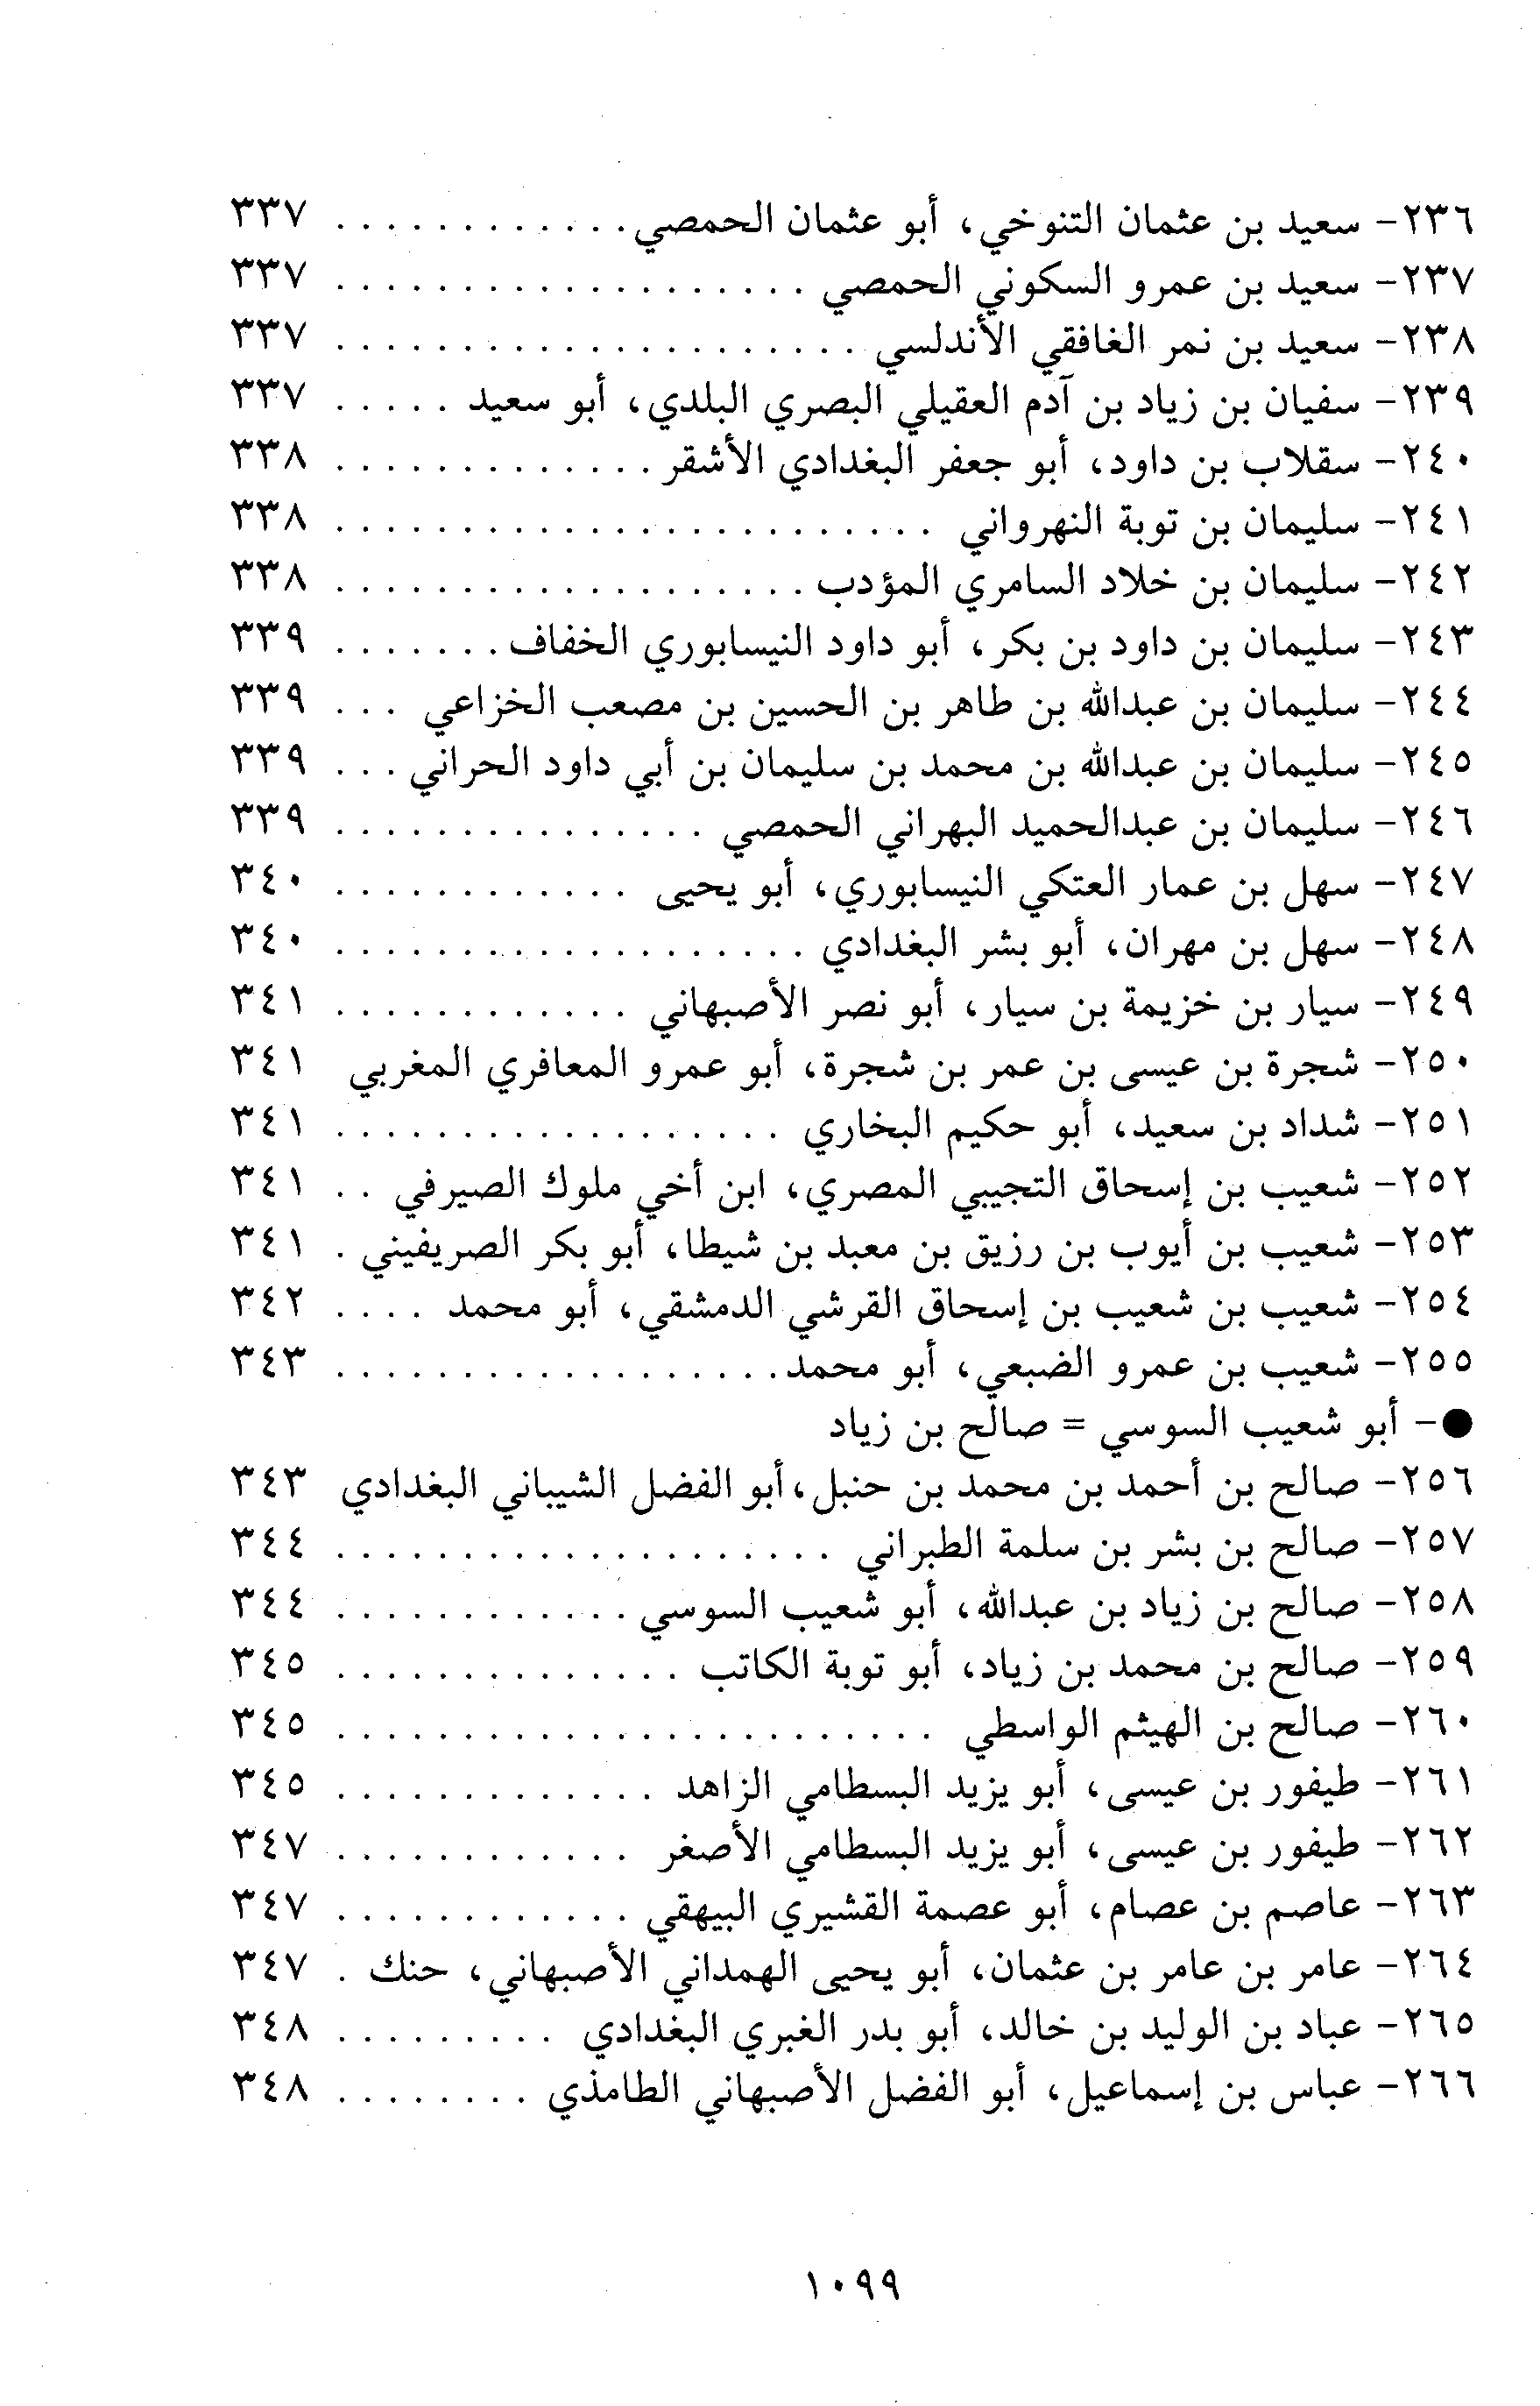 ٢٣٦- سعيد بن عثمان التنوخي، أبو عثمان الحمصي . . . . . . . . . . . . ٣٣٧
٢٣٧- سعيد بن عمرو السكوني الحمصي . . . . . . . . . . . . . . . . . . . ٣٣٧
٢٣٨- سعيد بن نمر الغافقي الأندلسي . . . . . . . . . . . . . . . . . . . . . ٣٣٧
٢٣٩- سفيان بن زياد بن آدم العقيلي البصري البلدي، أبو سعيد . . . . . ٣٣٧
٢٤٠- سقلاب بن داود، أبو جعفر البغدادي الأشقر . . . . . . . . . . . . . ٣٣٨
٢٤١- سليمان بن توبة النهرواني . . . . . . . . . . . . . . . . . . . . . . . . ٣٣٨
٢٤٢- سليمان بن خلاد السامري المؤدب . . . . . . . . . . . . . . . . . . . ٣٣٨
٢٤٣- سليمان بن داود بن بكر، أبو داود النيسابوري الخفاف . . . . . . . ٣٣٩
٢٤٤- سليمان بن عبدالله بن طاهر بن الحسين بن مصعب الخزاعي . . . ٣٣٩
٢٤٥- سليمان بن عبدالله بن محمد بن سليمان بن أبي داود الحراني . . . ٣٣٩
٢٤٦- سليمان بن عبدالحميد البهراني الحمصي . . . . . . . . . . . . . . . ٣٣٩
٢٤٧- سهل بن عمار العتكي النيسابوري، أبو يحيى . . . . . . . . . . . . ٣٤٠
٢٤٨- سهل بن مهران، أبو بشر البغدادي . . . . . . . . . . . . . . . . . . . ٣٤٠
٢٤٩- سيار بن خزيمة بن سيار، أبو نصر الأصبهاني . . . . . . . . . . . . ٣٤١
٢٥٠- شجرة بن عيسى بن عمر بن شجرة، أبو عمرو المعافري المغربي ٣٤١
٢٥١- شداد بن سعيد، أبو حكيم البخاري . . . . . . . . . . . . . . . . . . ٣٤١
٢٥٢- شعيب بن إسحاق التجيبي المصري، ابن أخي ملوك الصيرفي . . ٣٤١
٢٥٣- شعيب بن أيوب بن رزيق بن معبد بن شيطا، أبو بكر الصريفيني . ٣٤١
٢٥٤- شعيب بن شعيب بن إسحاق القرشي الدمشقي، أبو محمد . . . . ٣٤٢
٢٥٥- شعيب بن عمرو الضبعي، أبو محمد . . . . . . . . . . . . . . . . . . ٣٤٣
●- أبو شعيب السوسي = صالح بن زياد
٢٥٦- صالح بن أحمد بن محمد بن حنبل، أبو الفضل الشيباني البغدادي ٣٤٣
٢٥٧- صالح بن بشر بن سلمة الطبراني . . . . . . . . . . . . . . . . . . . . ٣٤٤
٢٥٨- صالح بن زياد بن عبدالله، أبو شعيب السوسي . . . . . . . . . . . . ٣٤٤
٢٥٩- صالح بن محمد بن زياد، أبو توبة الكاتب . . . . . . . . . . . . . . ٣٤٥
٢٦٠- صالح بن الهيثم الواسطي . . . . . . . . . . . . . . . . . . . . . . . . ٣٤٥
٢٦١- طيفور بن عيسى، أبو يزيد البسطامي الزاهد . . . . . . . . . . . . . ٣٤٥
٢٦٢- طيفور بن عيسى، أبو يزيد البسطامي الأصغر . . . . . . . . . . . . ٣٤٧
٢٦٣- عاصم بن عصام، أبو عصمة القشيري البيهقي . . . . . . . . . . . . ٣٤٧
٢٦٤- عامر بن عامر بن عثمان، أبو يحيى الهمداني الأصبهاني، حنك . ٣٤٧
٢٦٥- عباد بن الوليد بن خالد، أبو بدر الغبري البغدادي . . . . . . . . . ٣٤٨
٢٦٦- عباس بن إسماعيل، أبو الفضل الأصبهاني الطامذي . . . . . . . . ٣٤٨
١٠٩٩